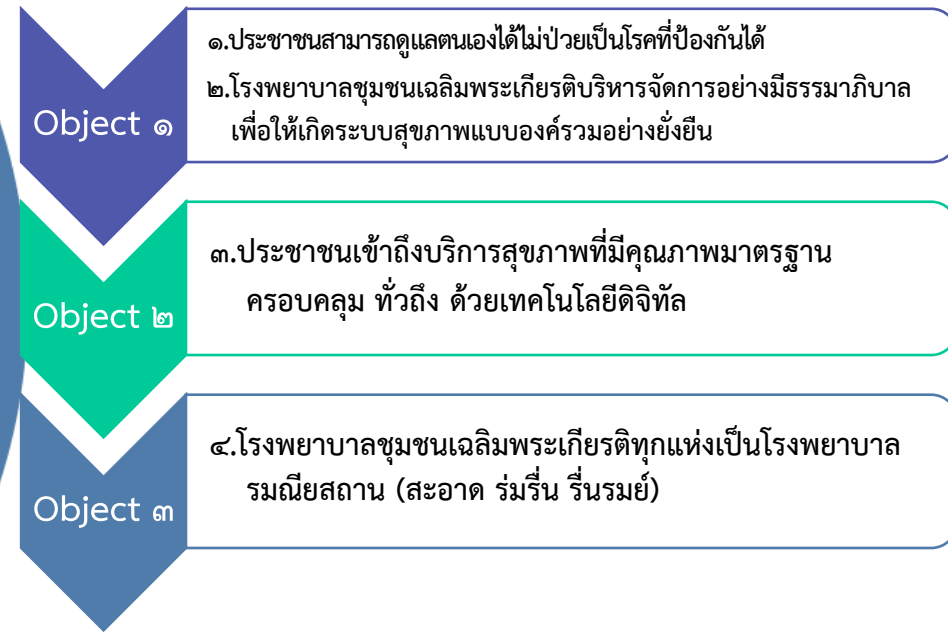 Object ๑
๑.ประชาชนสามารถดูแลตนเองได้ไม่ป่วยเป็นโรคที่ป้องกันได้
๒.โรงพยาบาลชุมชนเฉลิมพระเกียรติบริหารจัดการอย่างมีธรรมาภิบาล
เพื่อให้เกิดระบบสุขภาพแบบองค์รวมอย่างยั่งยืน
Object ๒
๓.ประชาชนเข้าถึงบริการสุขภาพที่มีคุณภาพมาตรฐาน
ครอบคลุม ทั่วถึง ด้วยเทคโนโลยีดิจิทัล
Object ๓
๔.โรงพยาบาลชุมชนเฉลิมพระเกียรติทุกแห่งเป็นโรงพยาบาล
รมณียสถาน (สะอาด ร่มรื่น รื่นรมย์)